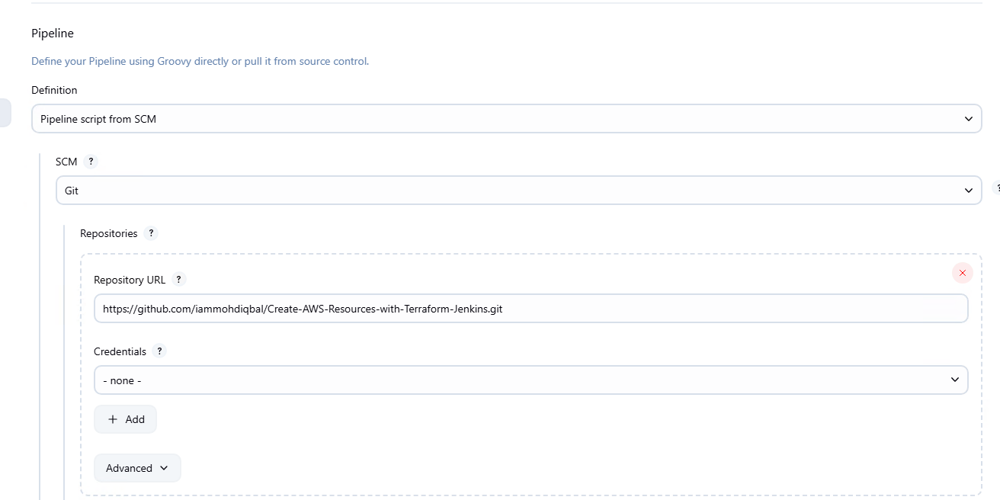 Pipeline
Define your Pipeline using Groovy directly or pull it from source control.
Definition
Pipeline script from SCM
SCM ?
Git
?
Repositories ?
Repository URL ?
https://github.com/iammohdiqbal/Create-AWS-Resources-with-Terraform-Jenkins.git
Credentials ?
- none -
+ Add
Advanced